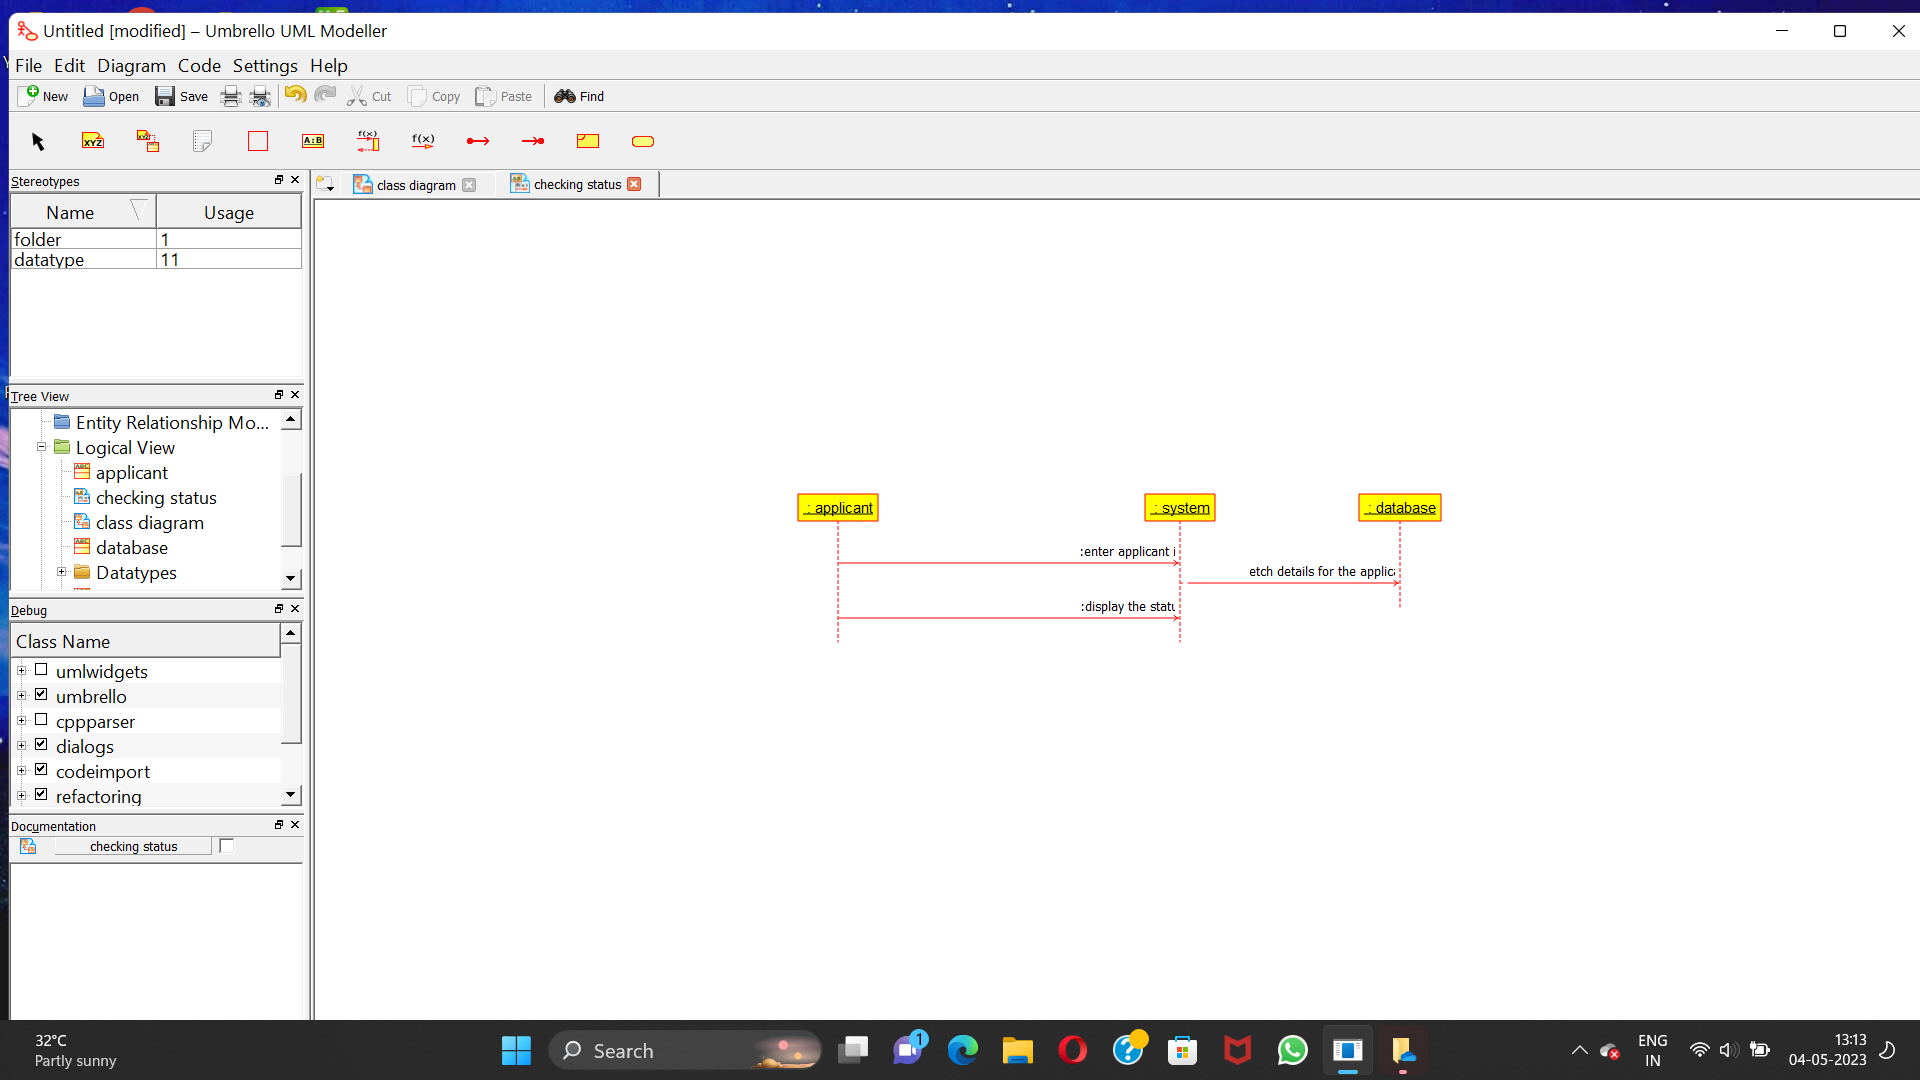 Untitled [modified] – Umbrello UML Modeller
File Edit Diagram Code Settings Help
New Open Save Cut Copy Paste Find
XYZ XYZ A:B f(x) f(x)
Stereotypes
class diagram checking status
Name Usage
folder 1
datatype 11
Tree View
Entity Relationship Mo...
Logical View
applicant
checking status
class diagram
database
Datatypes
: applicant : system : database
:enter applicant i
etch details for the applica
:display the statu
Debug
Class Name
umlwidgets
umbrello
cppparser
dialogs
codeimport
refactoring
Documentation
checking status
32°C
Partly sunny
Search
1
ENG
IN
13:13
04-05-2023